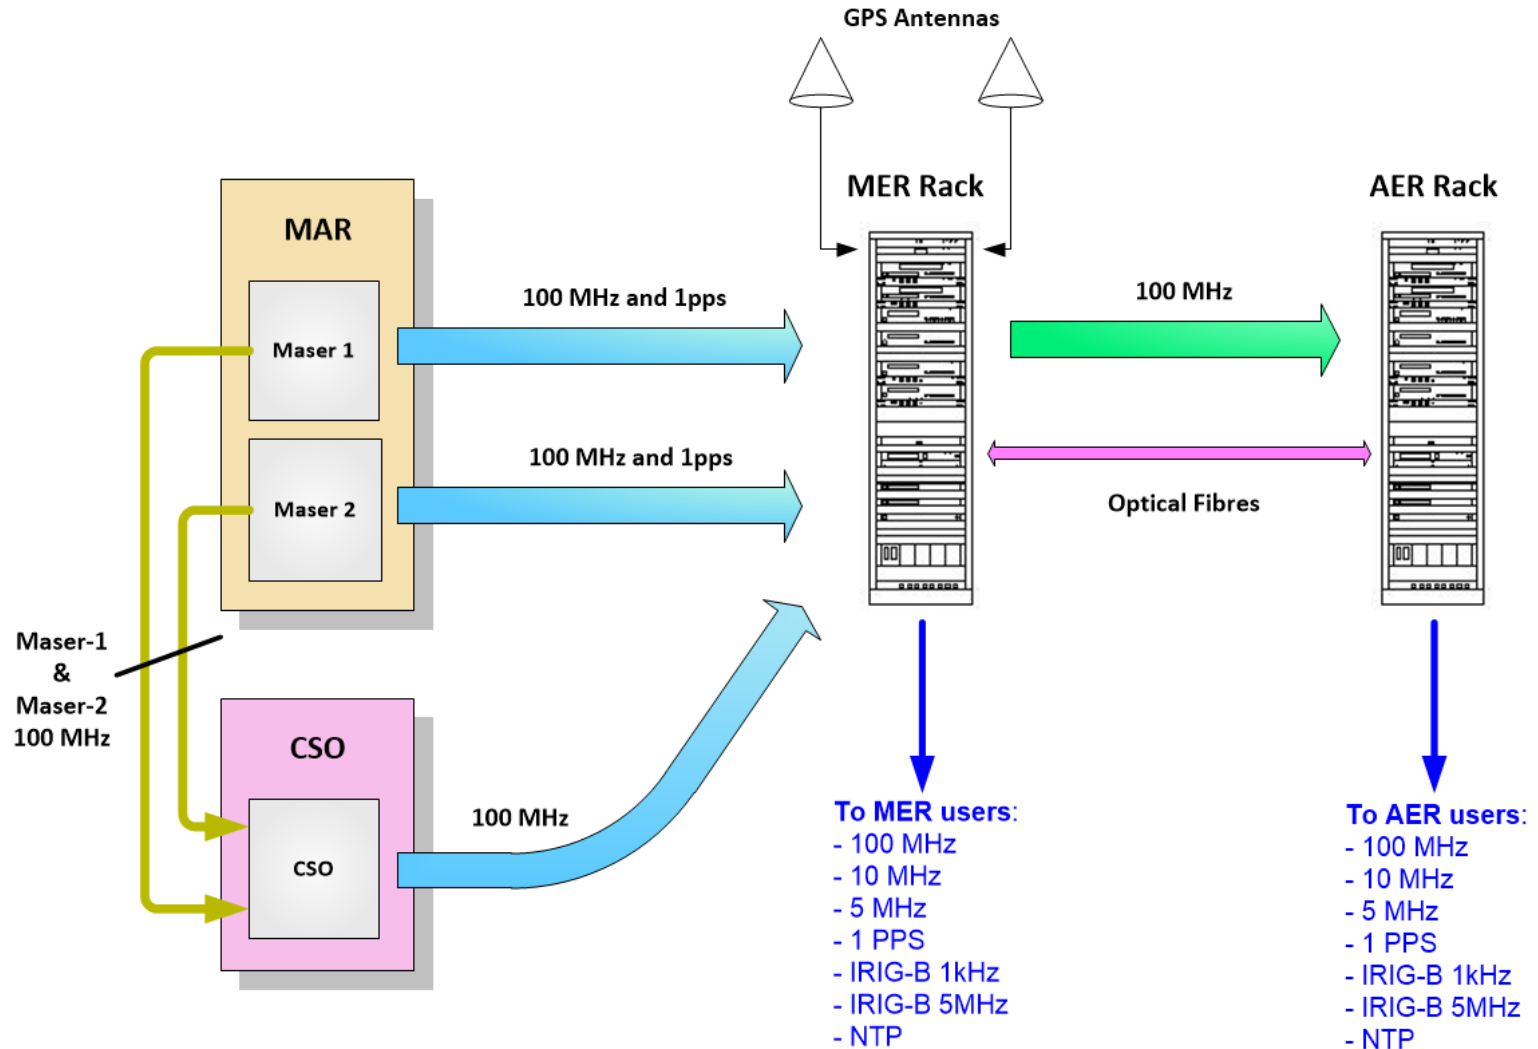 GPS Antennas
MER Rack
AER Rack
MAR
Maser 1
100 MHz and 1pps
100 MHz
Maser 2
100 MHz and 1pps
Optical Fibres
Maser-1
&
Maser-2
100 MHz
CSO
CSO
100 MHz
To MER users:
- 100 MHz
- 10 MHz
- 5 MHz
- 1 PPS
- IRIG-B 1kHz
- IRIG-B 5MHz
- NTP
To AER users:
- 100 MHz
- 10 MHz
- 5 MHz
- 1 PPS
- IRIG-B 1kHz
- IRIG-B 5MHz
- NTP